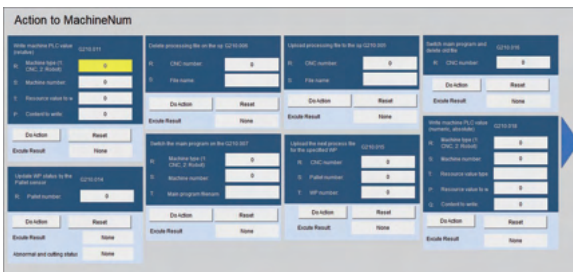 Action to MachineNum
Write machine PLC value G210.011
(relative)
R: Machine type (1: 0
CNC, 2: Robot)
S: Machine number: 0
T: Resource value to w 0
P: Content to write: 0
Do Action Reset
Excute Result: None
Update WP status by the
Pallet sensor G210.014
R: Pallet number: 0
Do Action Reset
Excute Result: None
Abnormal and cutting status None
Delete processing file on the sp G210.006
R: CNC number: 0
S: File name:
Do Action Reset
Excute Result: None
Switch the main program on the G210.007
R: Machine type (1: 0
CNC, 2: Robot)
S: Machine number: 0
T: Main program filenam
Do Action Reset
Excute Result: None
Upload processing file to the sp
R: CNC number: 0
S: File name:
Do Action Reset
Excute Result: None
Upload the next process file
for the specified WP
R: CNC number: 0
S: Pallet number: 0
T: WP number: 0
Do Action Reset
Excute Result: None
Switch main program and
delete old file
R: CNC number: 0
Do Action Reset
Excute Result: None
Write machine PLC value
(numeric, absolute)
R: Machine type (1: 0
CNC, 2: Robot)
S: Machine number: 0
T: Resource value type
P: Resource value to w 0
Q: Content to write: 0
Do Action Reset
Excute Result: None